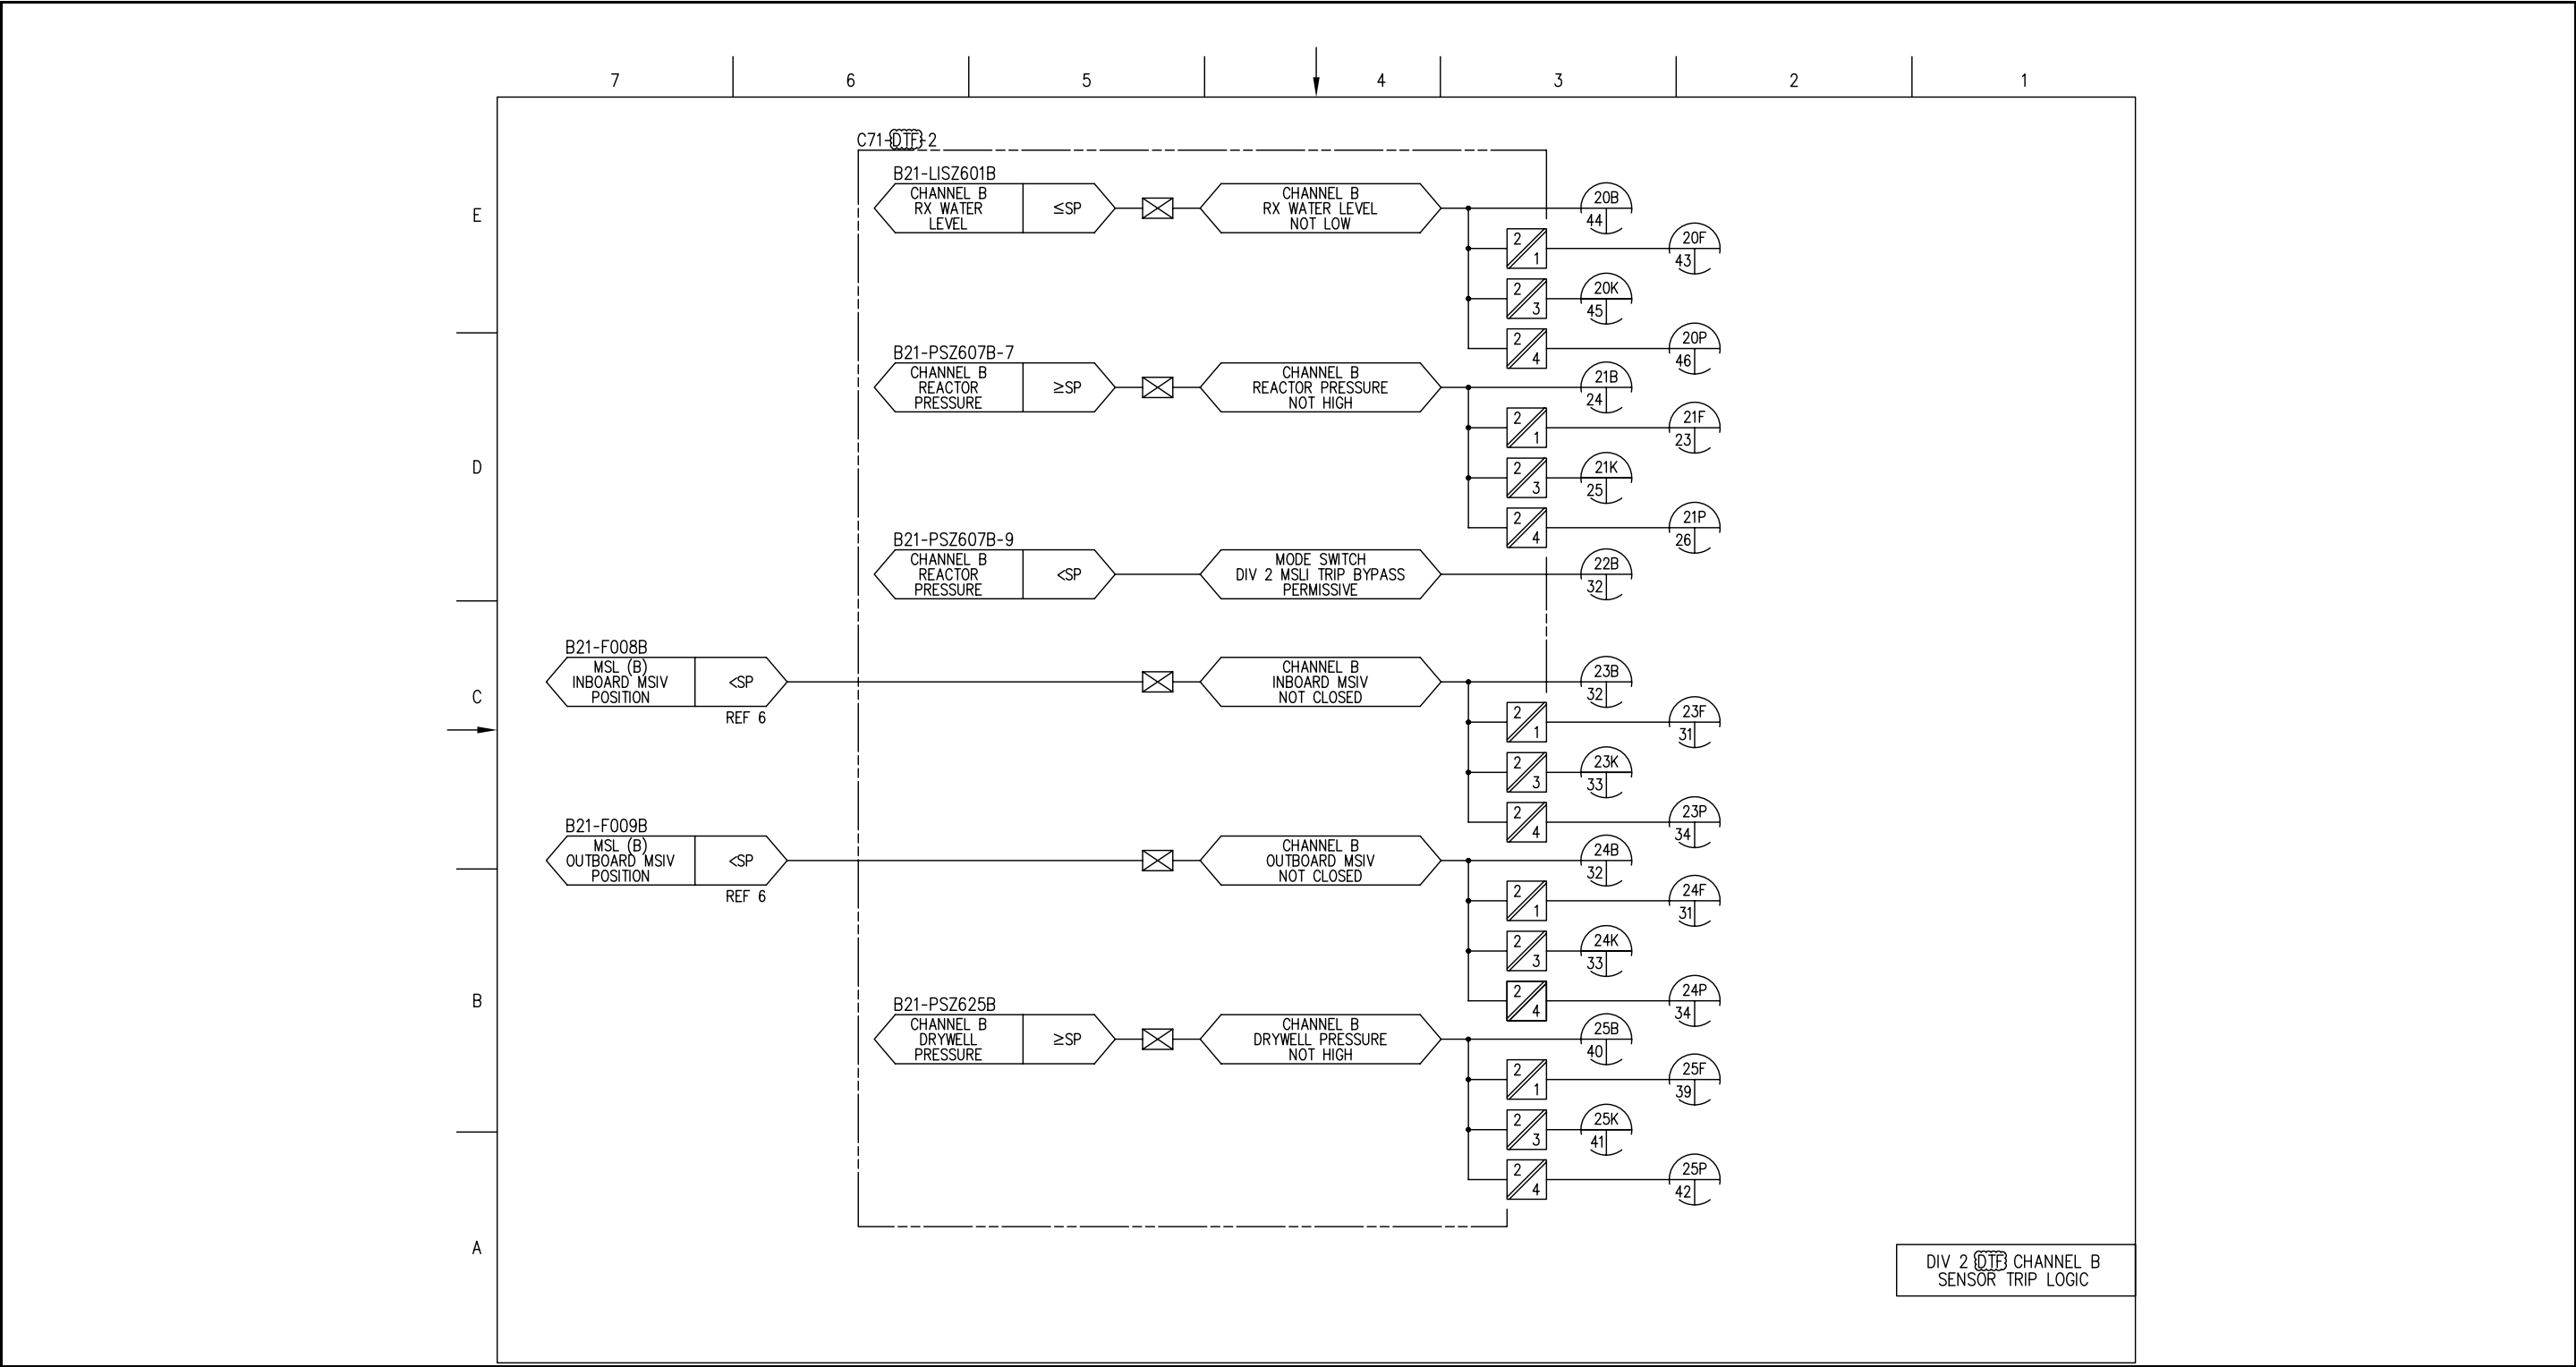 7 6 5 4 3 2 1
C71-DTF-2
B21-LISZ601B
CHANNEL B
RX WATER
LEVEL
≤SP
CHANNEL B
RX WATER LEVEL
NOT LOW
20B
44
2
1
20F
43
2
3
20K
45
2
4
20P
46
E
B21-PSZ607B-7
CHANNEL B
REACTOR
PRESSURE
≥SP
CHANNEL B
REACTOR PRESSURE
NOT HIGH
21B
24
2
1
21F
23
2
3
21K
25
2
4
21P
26
D
B21-PSZ607B-9
CHANNEL B
REACTOR
PRESSURE
<SP
MODE SWITCH
DIV 2 MSLI TRIP BYPASS
PERMISSIVE
22B
32
B21-F008B
MSL (B)
INBOARD MSIV
POSITION
<SP
REF 6
CHANNEL B
INBOARD MSIV
NOT CLOSED
23B
32
2
1
23F
31
2
3
23K
33
2
4
23P
34
C
B21-F009B
MSL (B)
OUTBOARD MSIV
POSITION
<SP
REF 6
CHANNEL B
OUTBOARD MSIV
NOT CLOSED
24B
32
2
1
24F
31
2
3
24K
33
2
4
24P
34
B
B21-PSZ625B
CHANNEL B
DRYWELL
PRESSURE
≥SP
CHANNEL B
DRYWELL PRESSURE
NOT HIGH
25B
40
2
1
25F
39
2
3
25K
41
2
4
25P
42
A
DIV 2 DTF CHANNEL B
SENSOR TRIP LOGIC